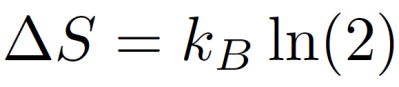 ΔS = k_B ln(2)